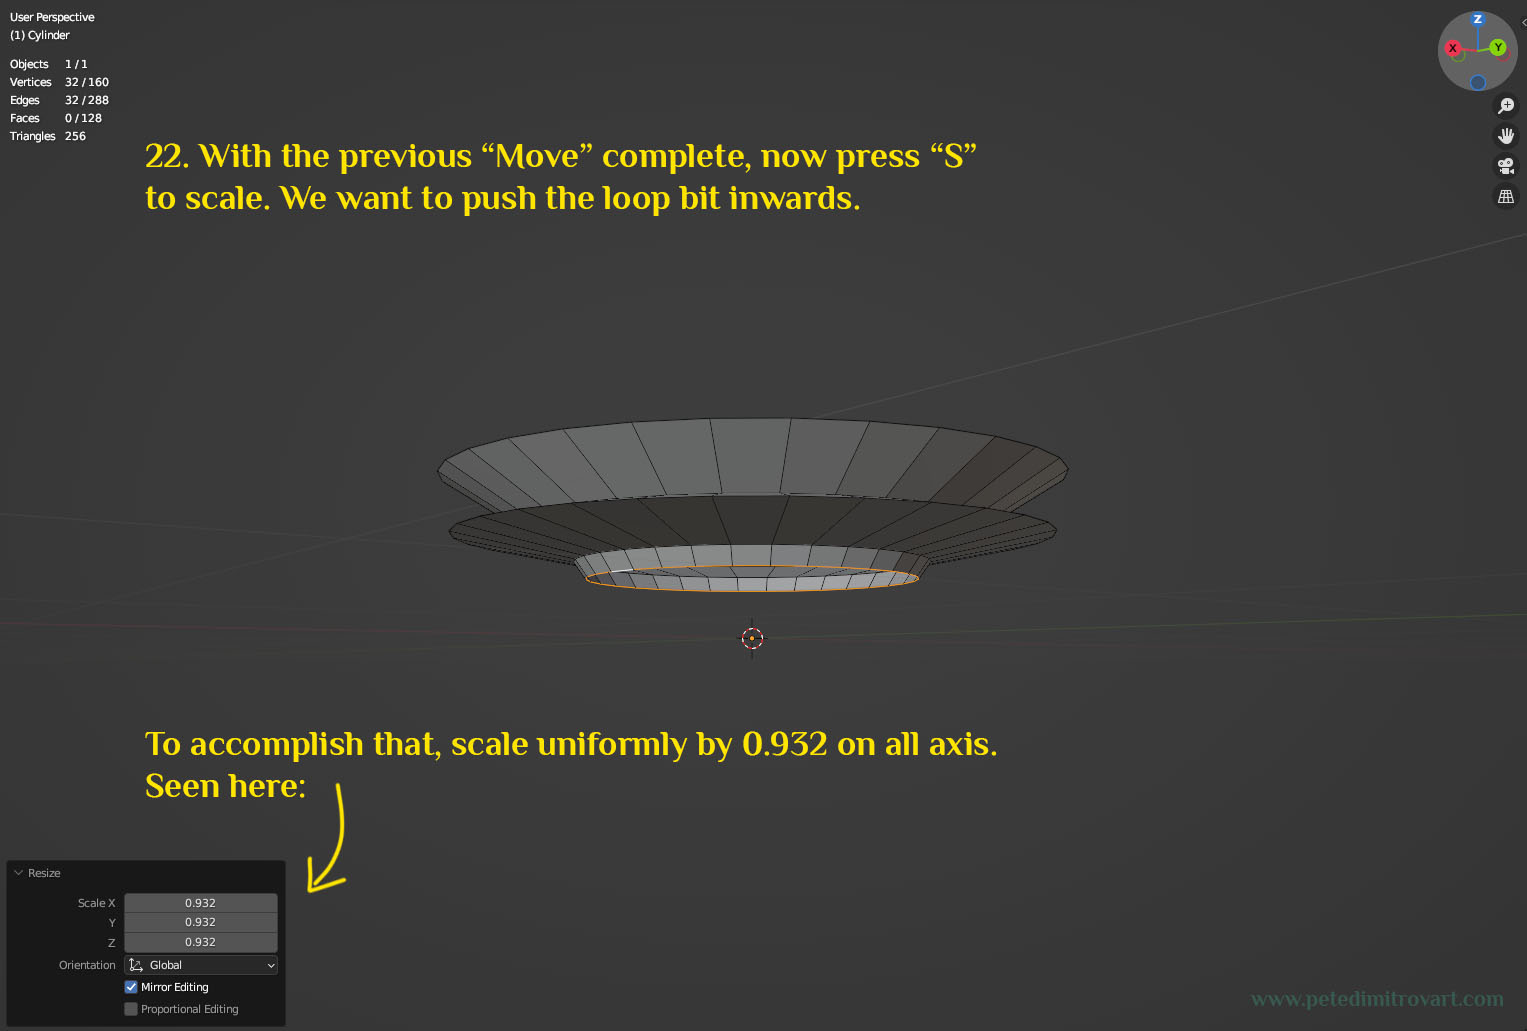 User Perspective
(1) Cylinder
Objects 1 / 1
Vertices 32 / 160
Edges 32 / 288
Faces 0 / 128
Triangles 256
Z
X
Y
22. With the previous “Move” complete, now press “S”
to scale. We want to push the loop bit inwards.
To accomplish that, scale uniformly by 0.932 on all axis.
Seen here:
Resize
Scale X 0.932
Y 0.932
Z 0.932
Orientation Global
Mirror Editing
Proportional Editing
www.petedimitrovart.com